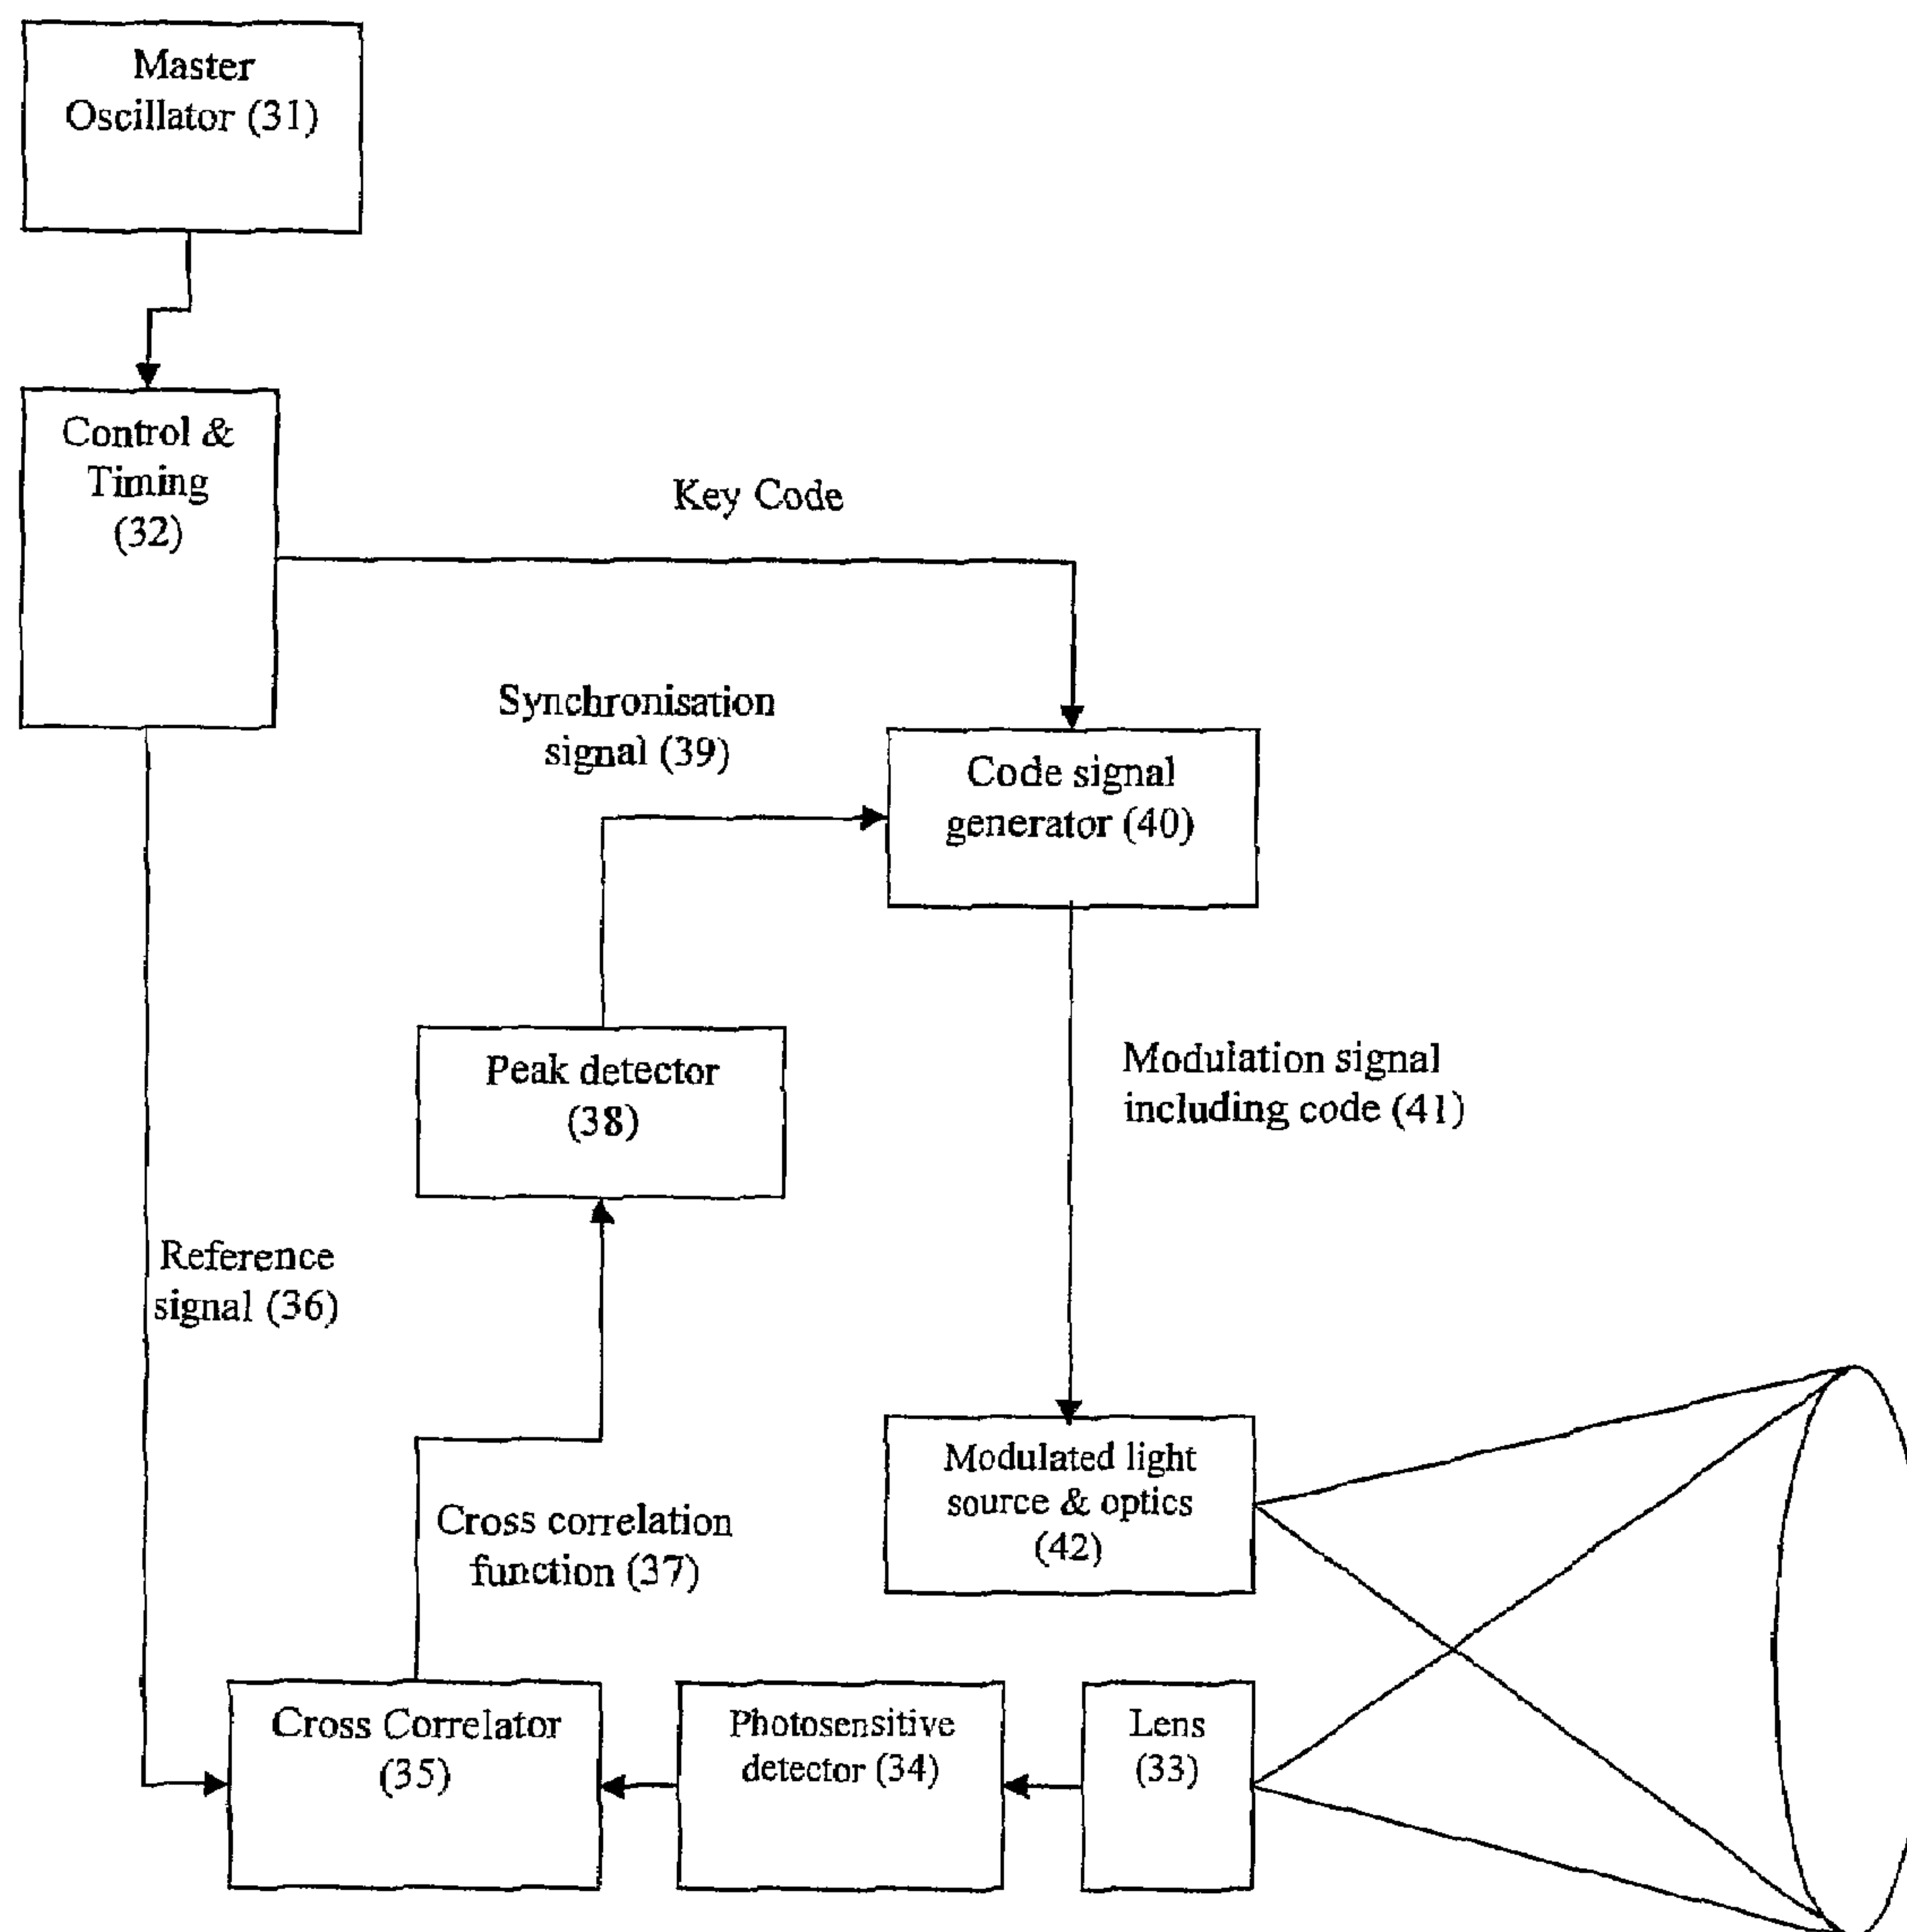 Master
Oscillator (31)
Control &
Timing
(32)
Key Code
Synchronisation
signal (39)
Code signal
generator (40)
Peak detector
(38)
Modulation signal
including code (41)
Reference
signal (36)
Cross correlation
function (37)
Modulated light
source & optics
(42)
Cross Correlator
(35)
Photosensitive
detector (34)
Lens
(33)